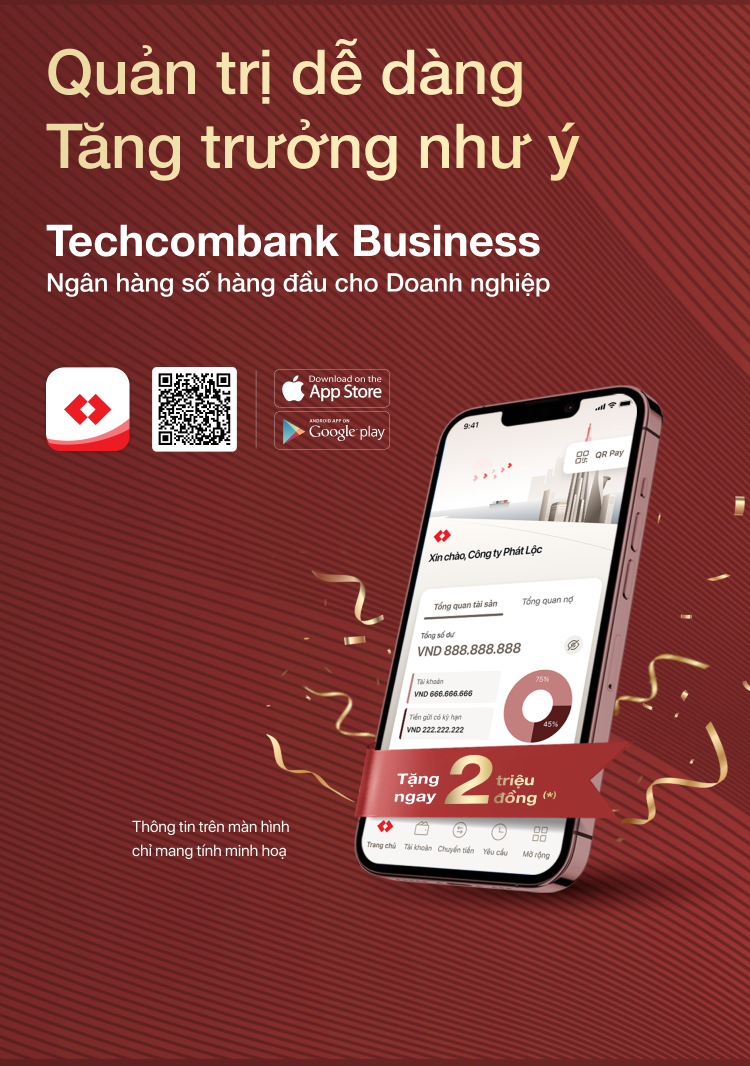 Quản trị dễ dàng
Tăng trưởng như ý
Techcombank Business
Ngân hàng số hàng đầu cho Doanh nghiệp
Download on the
App Store
ANDROID APP ON
Google play
9:41
QR Pay
Xin chào, Công ty Phát Lộc
Tổng quan tài sản
Tổng quan nợ
Tổng số dư
VND 888.888.888
Tài khoản
VND 666.666.666
Tiền gửi có kỳ hạn
VND 222.222.222
75%
45%
Tặng ngay 2 triệu đồng (*)
Trang chủ
Tài khoản
Chuyển tiền
Yêu cầu
Mở rộng
Thông tin trên màn hình
chỉ mang tính minh hoạ